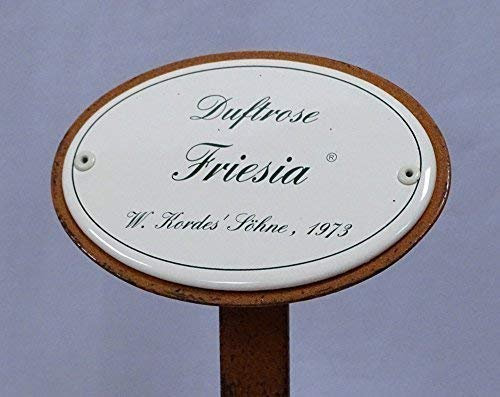 Duftrose
Friesia ®
W. Kordes' Söhne, 1973